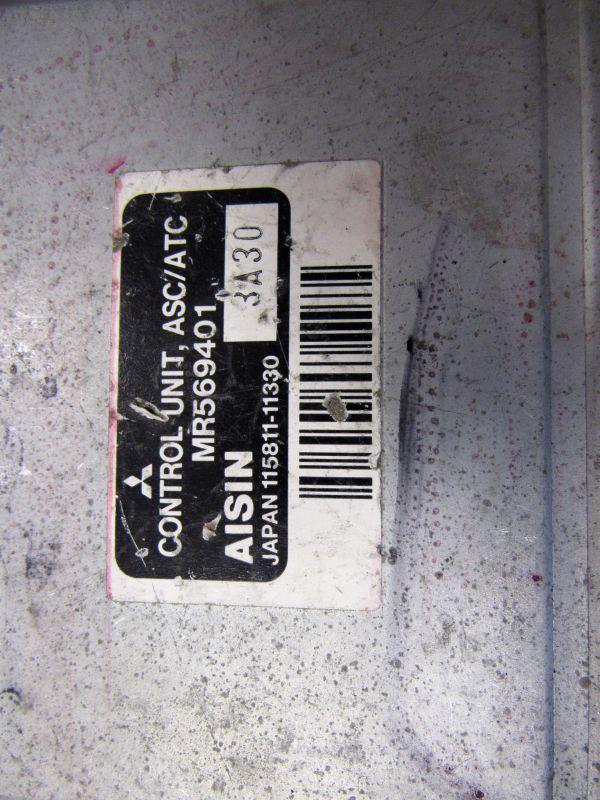 CONTROL UNIT, ASC/ATC
MR569401
AISIN
3A30
JAPAN 115811-11330